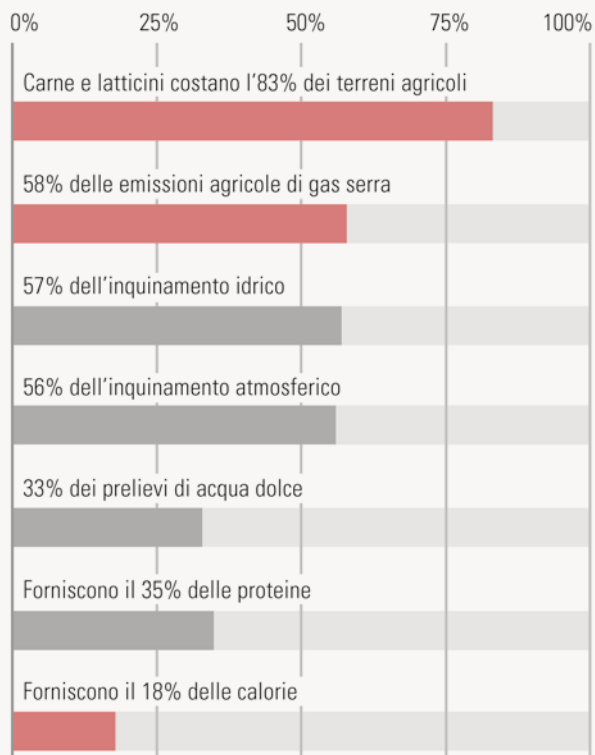 0% 25% 50% 75% 100%
Carne e latticini costano l'83% dei terreni agricoli
58% delle emissioni agricole di gas serra
57% dell'inquinamento idrico
56% dell'inquinamento atmosferico
33% dei prelievi di acqua dolce
Forniscono il 35% delle proteine
Forniscono il 18% delle calorie